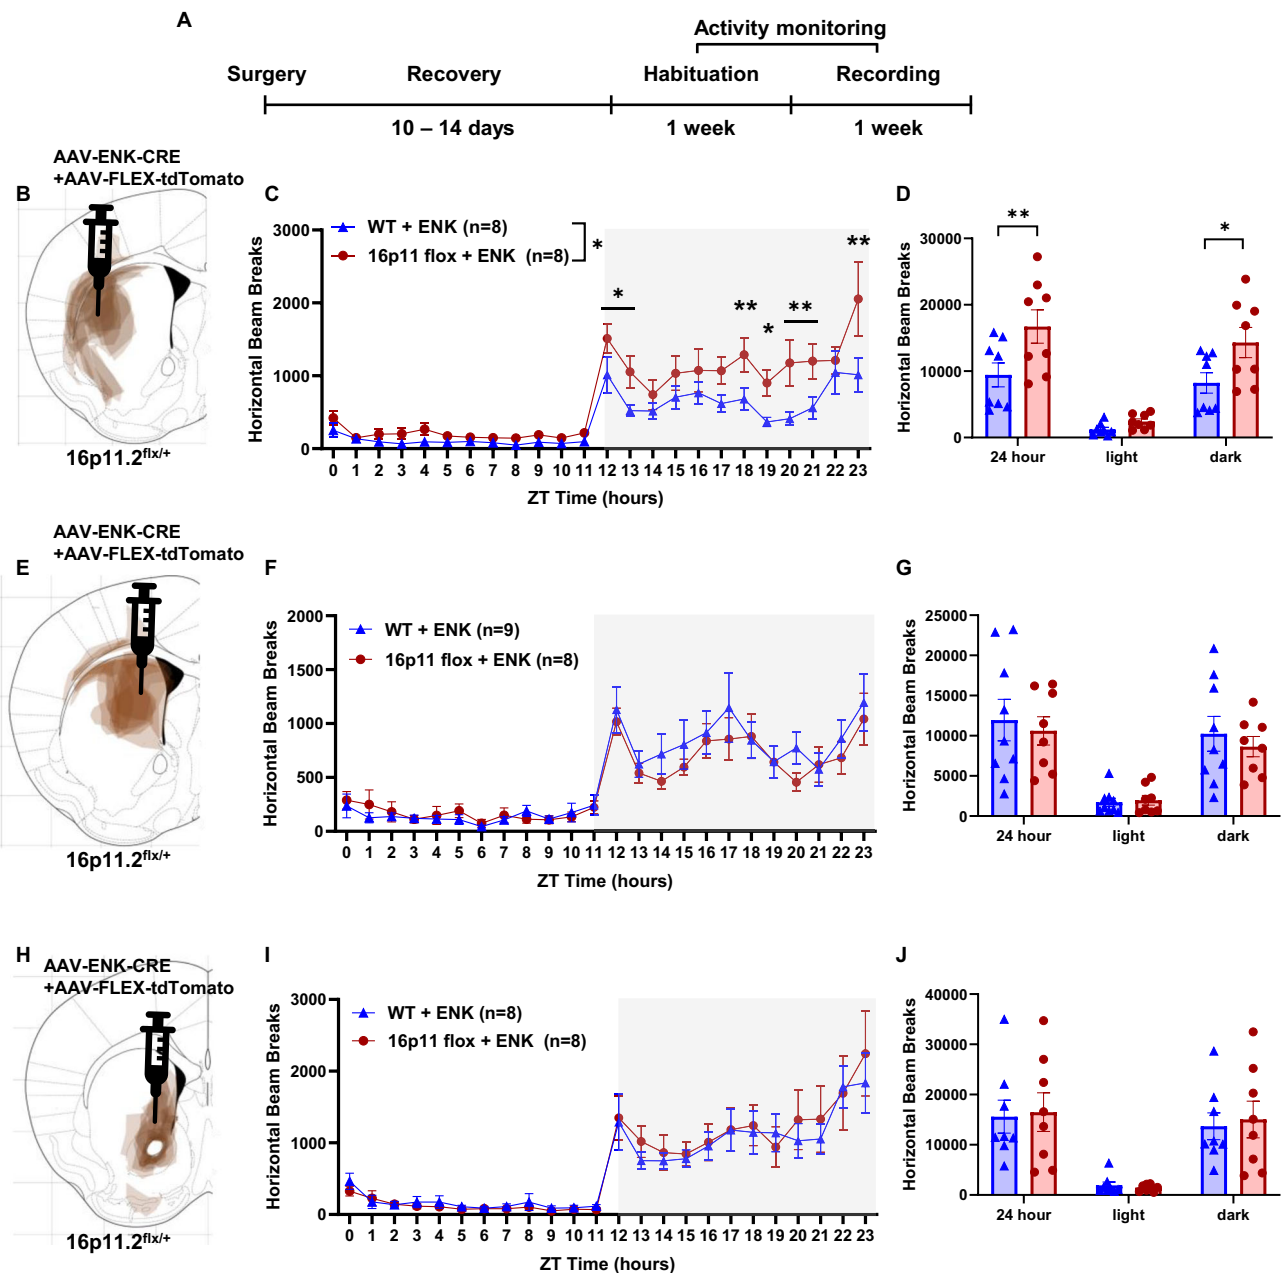 A
Activity monitoring
Surgery Recovery Habituation Recording
10 – 14 days 1 week 1 week
B
AAV-ENK-CRE
+AAV-FLEX-tdTomato
16p11.2flx/+
C
WT + ENK (n=8)
16p11 flox + ENK (n=8)
*
* ** * ** **
Horizontal Beam Breaks
3000
2000
1000
0
0 1 2 3 4 5 6 7 8 9 10 11 12 13 14 15 16 17 18 19 20 21 22 23
ZT Time (hours)
D
** *
Horizontal Beam Breaks
30000
20000
10000
0
24 hour light dark
E
AAV-ENK-CRE
+AAV-FLEX-tdTomato
16p11.2flx/+
F
WT + ENK (n=9)
16p11 flox + ENK (n=8)
Horizontal Beam Breaks
2000
1500
1000
500
0
0 1 2 3 4 5 6 7 8 9 10 11 12 13 14 15 16 17 18 19 20 21 22 23
ZT Time (hours)
G
Horizontal Beam Breaks
25000
20000
15000
10000
5000
0
24 hour light dark
H
AAV-ENK-CRE
+AAV-FLEX-tdTomato
16p11.2flx/+
I
WT + ENK (n=8)
16p11 flox + ENK (n=8)
Horizontal Beam Breaks
3000
2000
1000
0
0 1 2 3 4 5 6 7 8 9 10 11 12 13 14 15 16 17 18 19 20 21 22 23
ZT Time (hours)
J
Horizontal Beam Breaks
40000
30000
20000
10000
0
24 hour light dark